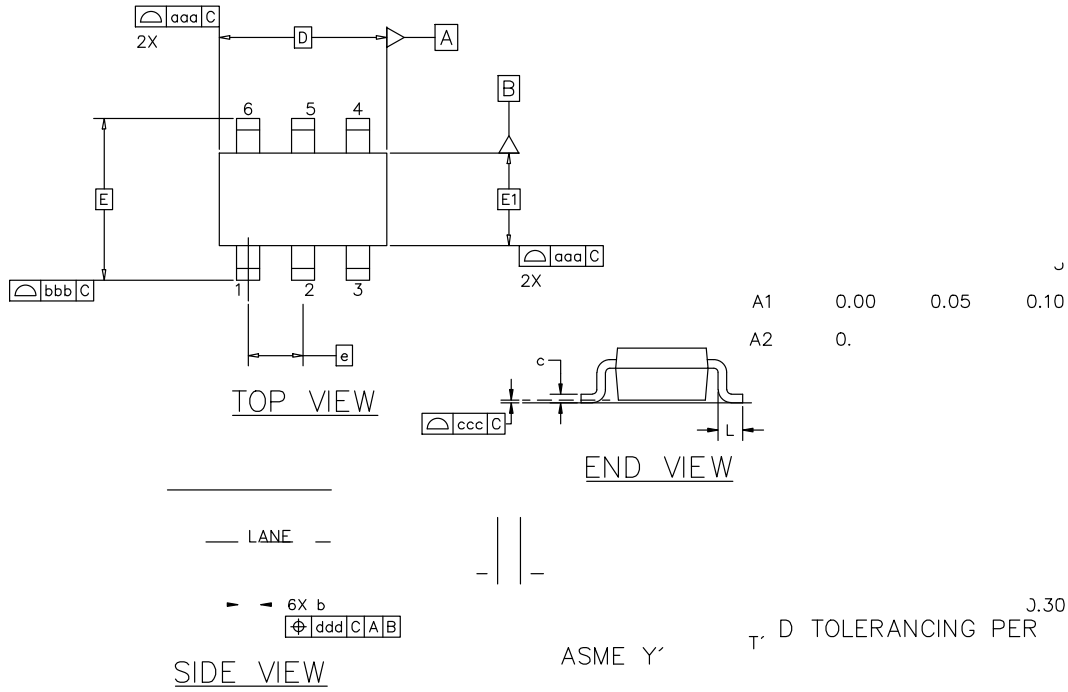 aaa C
2X
D
A
B
6 5 4
E
E1
aaa C
2X
bbb C
1 2 3
A1 0.00 0.05 0.10
A2 0.
e
c
TOP VIEW
ccc C
L
END VIEW
LANE
6X b
ddd C A B
D TOLERANCING PER
ASME Y
SIDE VIEW